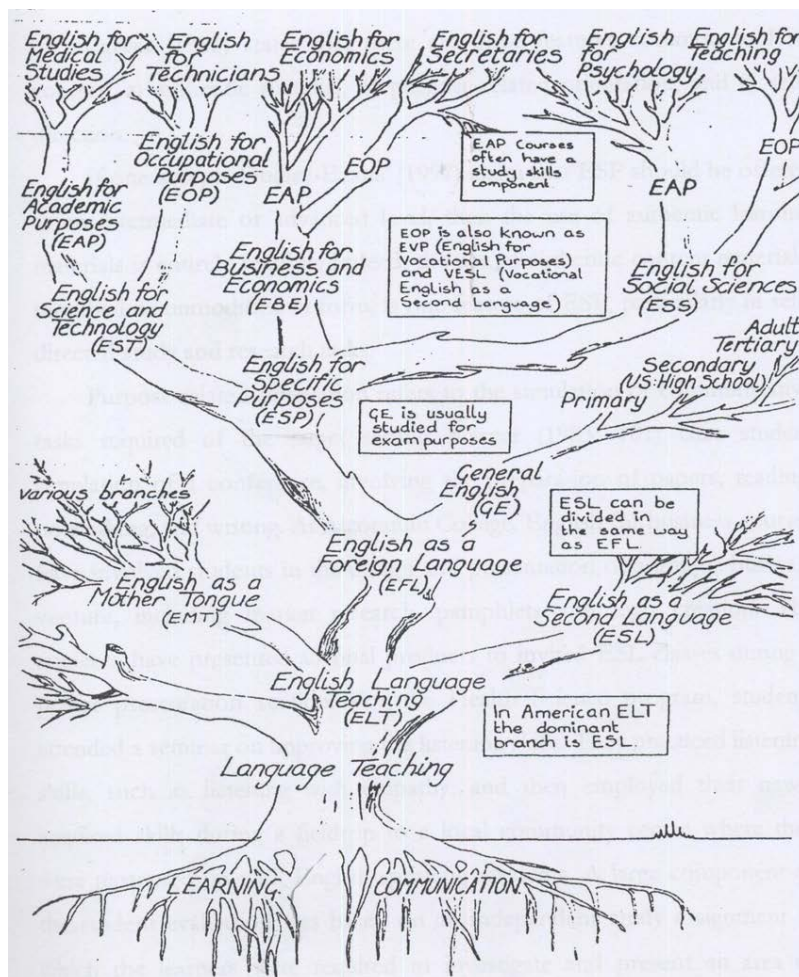 English for
Medical
Studies
English
for
Technicians
English for
Economics
English for
Secretaries
English
for
Psychology
English for
Teaching
English for
Occupational
Purposes
(EOP)
EAP
EOP
EAP Courses
often have a
study skills
component.
EAP
EOP
English for
Academic
Purposes
(EAP)
EOP is also known as
EVP (English for
Vocational Purposes)
and VESL (Vocational
English as a
Second Language)
English for
Business and
Economics
(EBE)
English for
Social Sciences
(ESS)
English for
Science and
Technology
(EST)
Adult
Tertiary
English for
Specific
Purposes
(ESP)
Secondary
(US:High School)
Primary
GE is usually
studied for
exam purposes
General
English
(GE)
various branches
ESL can be
divided in
the same way
as EFL.
English as a
Foreign Language
(EFL)
English as a
Mother Tongue
(EMT)
English as a
Second Language
(ESL)
English Language
Teaching
(ELT)
In American ELT
the dominant
branch is ESL
Language Teaching
LEARNING
COMMUNICATION